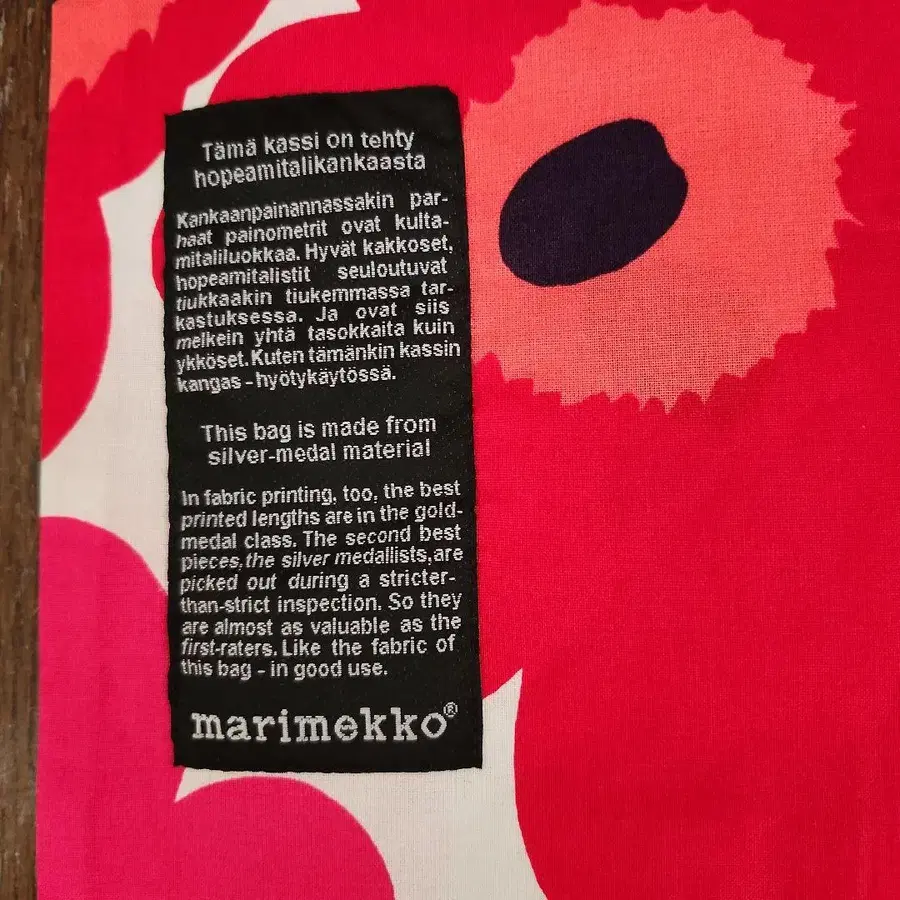 Tämä kassi on tehty
hopeamitalikankaasta
Kankaanpainannassakin par-
haat painometrit ovat kulta-
mitaliluokkaa. Hyvät kakkoset,
hopeamitalistit seuloutuvat
tiukkaakin tiukemmassa tar-
kastuksessa. Ja ovat siis
melkein yhtä tasokkaita kuin
ykköset. Kuten tämänkin kassin
kangas - hyötykäytössä.
This bag is made from
silver-medal material
In fabric printing, too, the best
printed lengths are in the gold-
medal class. The second best
pieces, the silver medallists, are
picked out during a stricter-
than-strict inspection. So they
are almost as valuable as the
first-raters. Like the fabric of
this bag - in good use.
marimekko®